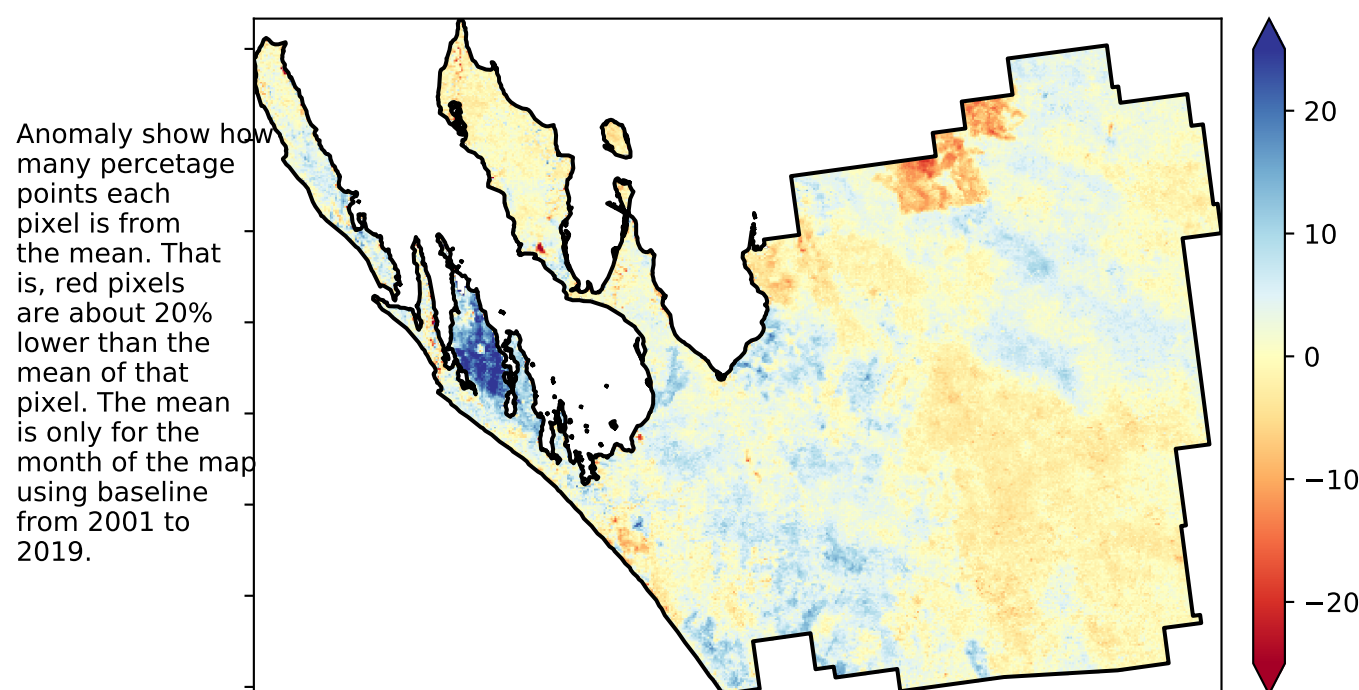 Anomaly show how
many percetage
points each
pixel is from
the mean. That
is, red pixels
are about 20%
lower than the
mean of that
pixel. The mean
is only for the
month of the map
using baseline
from 2001 to
2019.
20
10
0
−10
−20